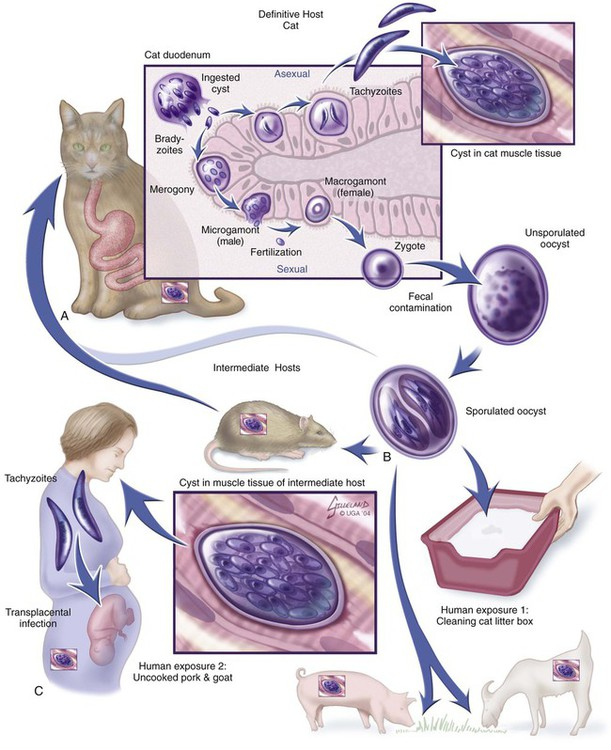 Definitive Host
Cat
Cat duodenum
Ingested
cyst
Asexual
Tachyzoites
Brady-
zoites
Merogony
Microgamont
(male)
Fertilization
Macrogamont
(female)
Zygote
Sexual
Cyst in cat muscle tissue
Unsporulated
oocyst
Fecal
contamination
A
Intermediate Hosts
Sporulated oocyst
B
Tachyzoites
Cyst in muscle tissue of intermediate host
© UGA '04
Transplacental
infection
Human exposure 1:
Cleaning cat litter box
Human exposure 2:
Uncooked pork & goat
C